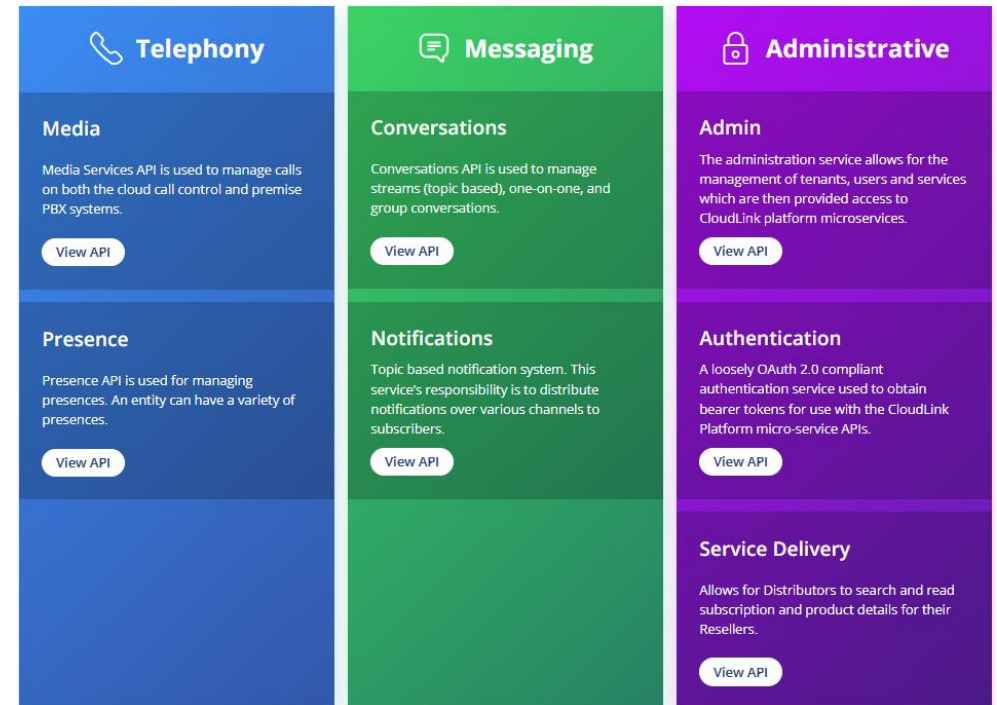 Telephony
Media
Media Services API is used to manage calls
on both the cloud call control and premise
PBX systems.
View API
Presence
Presence API is used for managing
presences. An entity can have a variety of
presences.
View API
Messaging
Conversations
Conversations API is used to manage
streams (topic based), one-on-one, and
group conversations.
View API
Notifications
Topic based notification system. This
service's responsibility is to distribute
notifications over various channels to
subscribers.
View API
Administrative
Admin
The administration service allows for the
management of tenants, users and services
which are then provided access to
CloudLink platform microservices.
View API
Authentication
A loosely OAuth 2.0 compliant
authentication service used to obtain
bearer tokens for use with the CloudLink
Platform micro-service APIs.
View API
Service Delivery
Allows for Distributors to search and read
subscription and product details for their
Resellers.
View API